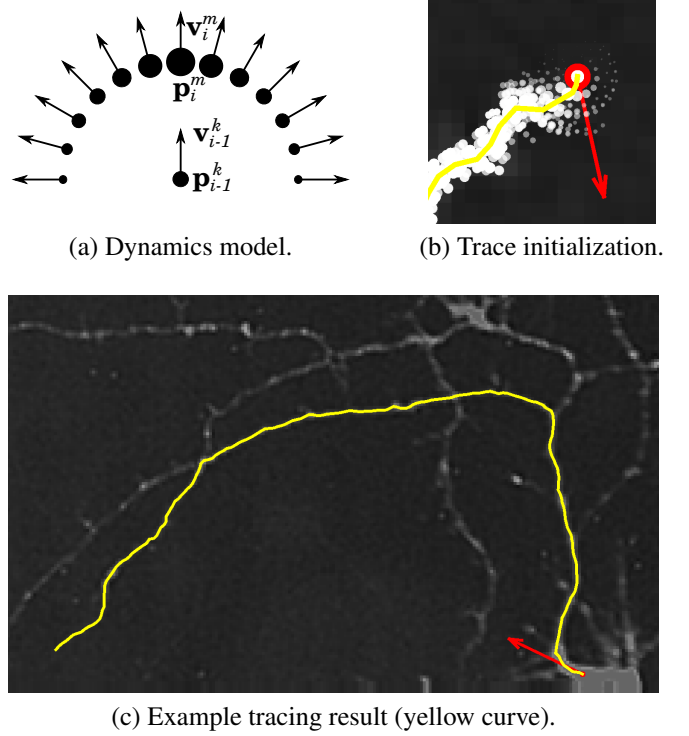 v_i^m
p_i^m
v_{i-1}^k
p_{i-1}^k
(a) Dynamics model.
(b) Trace initialization.
(c) Example tracing result (yellow curve).